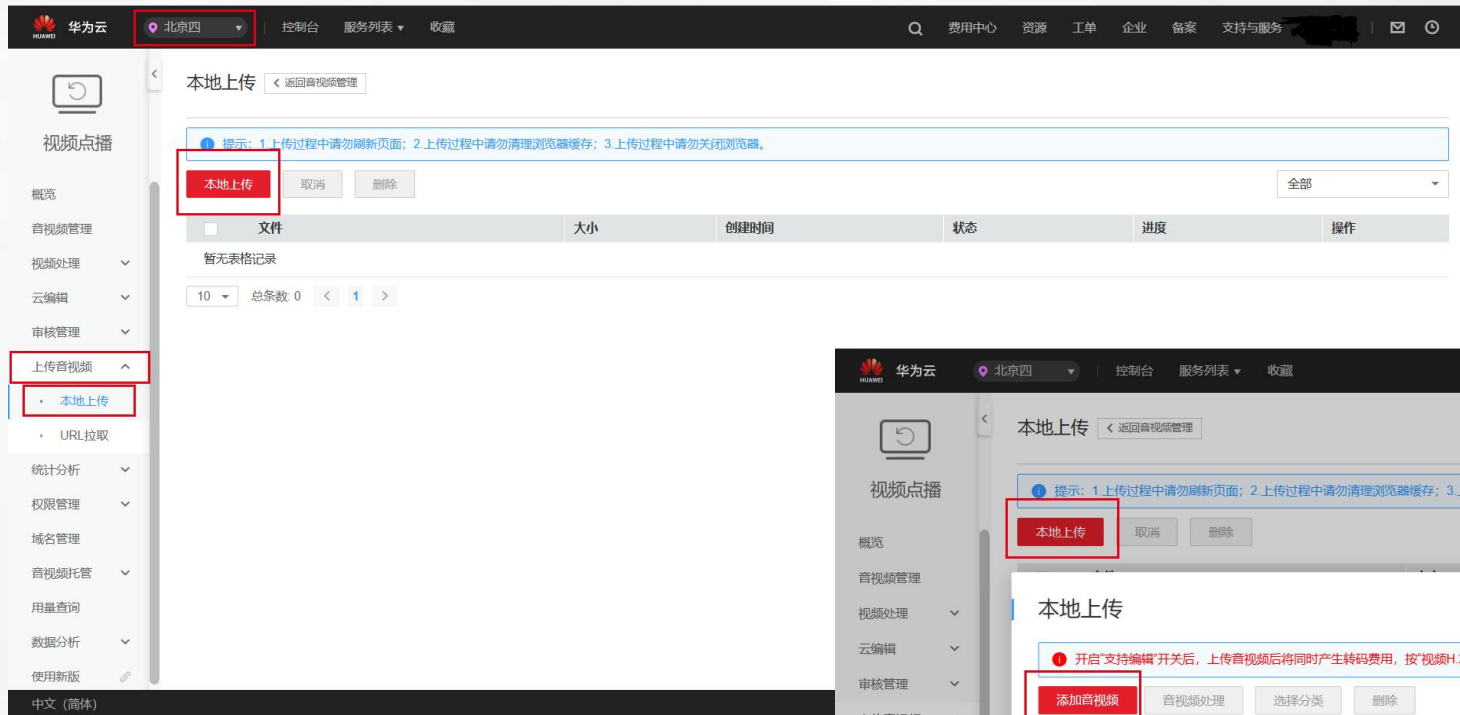 HUAWEI 华为云 北京四 控制台 服务列表 收藏 费用中心 资源 工单 企业 备案 支持与服务
视频点播
概览
音视频管理
视频处理
云编辑
审核管理
上传音视频
本地上传
URL拉取
统计分析
权限管理
域名管理
音视频托管
用量查询
数据分析
使用新版
中文 (简体)
本地上传 返回音视频管理
提示: 1.上传过程中请勿刷新页面; 2.上传过程中请勿清理浏览器缓存; 3.上传过程中请勿关闭浏览器。
本地上传 取消 删除 全部
文件 大小 创建时间 状态 进度 操作
暂无表格记录
10 总条数: 0 < 1 >
HUAWEI 华为云 北京四 控制台 服务列表 收藏
视频点播
概览
音视频管理
视频处理
云编辑
审核管理
本地上传 返回音视频管理
提示: 1.上传过程中请勿刷新页面; 2.上传过程中请勿清理浏览器缓存; 3.
本地上传 取消 删除
本地上传
开启"支持编辑"开关后, 上传音视频后将同时产生转码费用, 按"视频H.
添加音视频 音视频处理 选择分类 删除